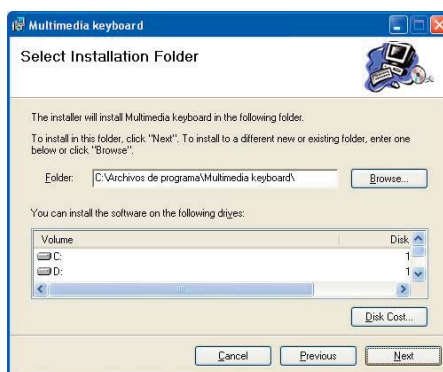 Multimedia keyboard
Select Installation Folder
The installer will install Multimedia keyboard in the following folder.
To install in this folder, click "Next". To install to a different new or existing folder, enter one
below or click "Browse".
Folder: C:\Archivos de programa\Multimedia keyboard\ Browse...
You can install the software on the following drives:
Volume Disk
C: 1
D: 1
Disk Cost...
Cancel Previous Next